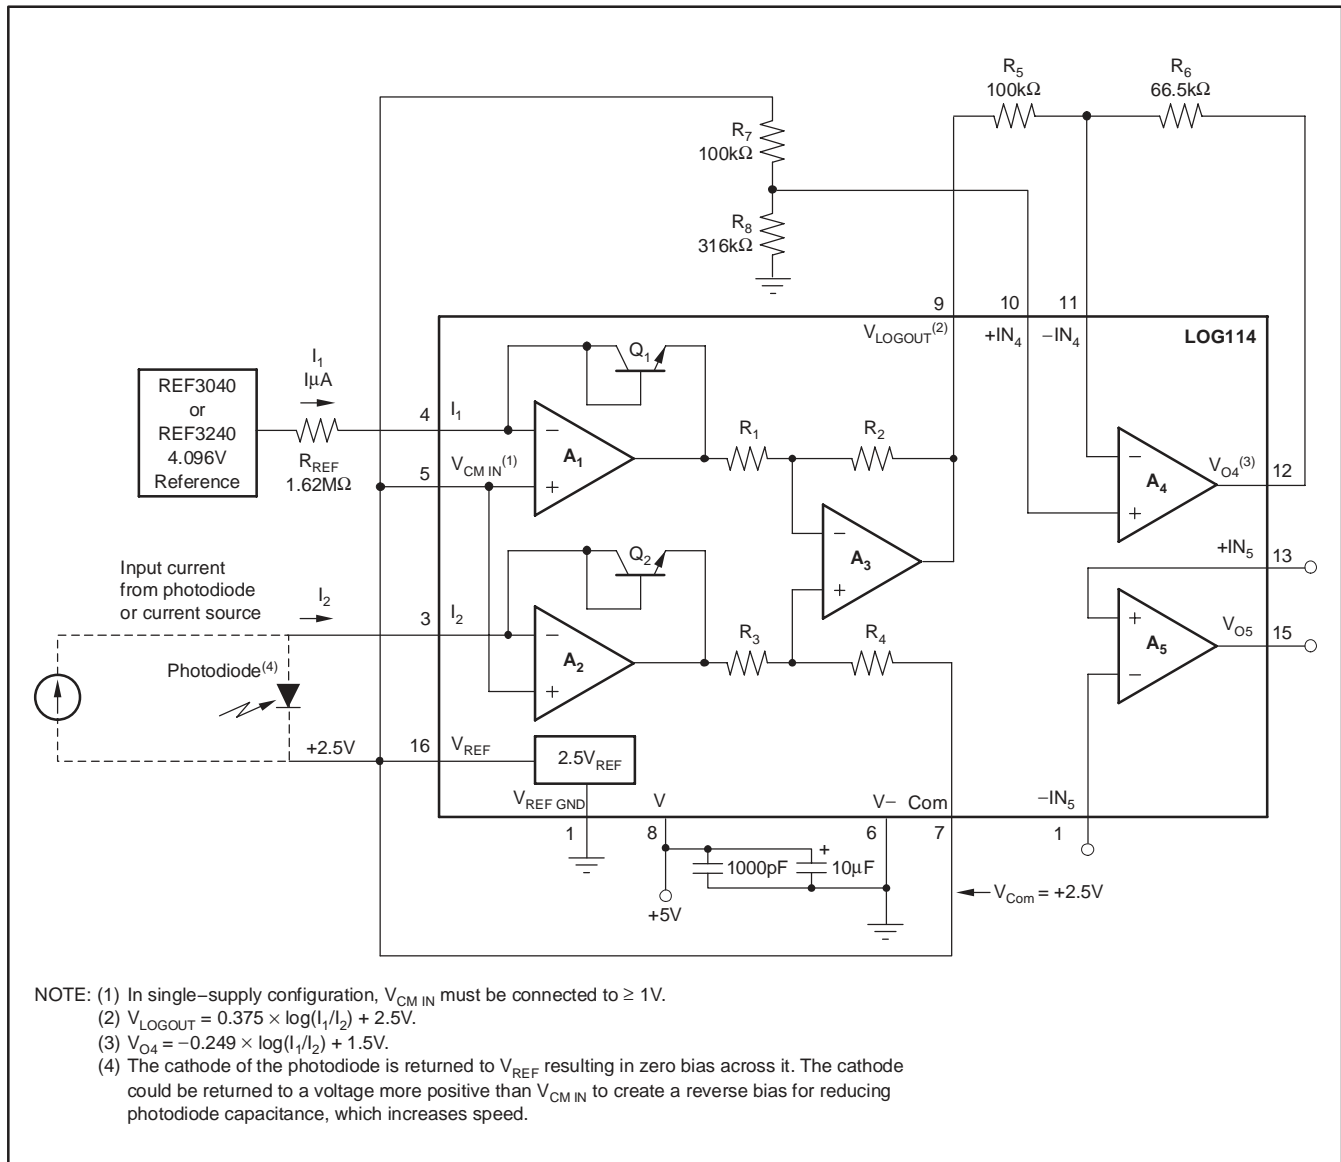 R5
100kΩ
R6
66.5kΩ
R7
100kΩ
R8
316kΩ
9
10
11
VLOGOUT(2)
+IN4
−IN4
LOG114
Q1
I1
IμA
REF3040
or
REF3240
4.096V
Reference
RREF
1.62MΩ
4
I1
5
VCM IN(1)
−
A1
+
R1
R2
−
A3
+
−
A4
+
VO4(3)
12
+IN5
13
Input current
from photodiode
or current source
I2
3
I2
Q2
−
A2
+
R3
R4
+
A5
−
VO5
15
Photodiode(4)
+2.5V
16
VREF
2.5VREF
VREF GND
1
V
8
V−
6
Com
7
−IN5
1
1000pF
+
10μF
+5V
VCom = +2.5V
NOTE: (1) In single−supply configuration, VCM IN must be connected to ≥ 1V.
(2) VLOGOUT = 0.375 × log(I1/I2) + 2.5V.
(3) VO4 = −0.249 × log(I1/I2) + 1.5V.
(4) The cathode of the photodiode is returned to VREF resulting in zero bias across it. The cathode
could be returned to a voltage more positive than VCM IN to create a reverse bias for reducing
photodiode capacitance, which increases speed.